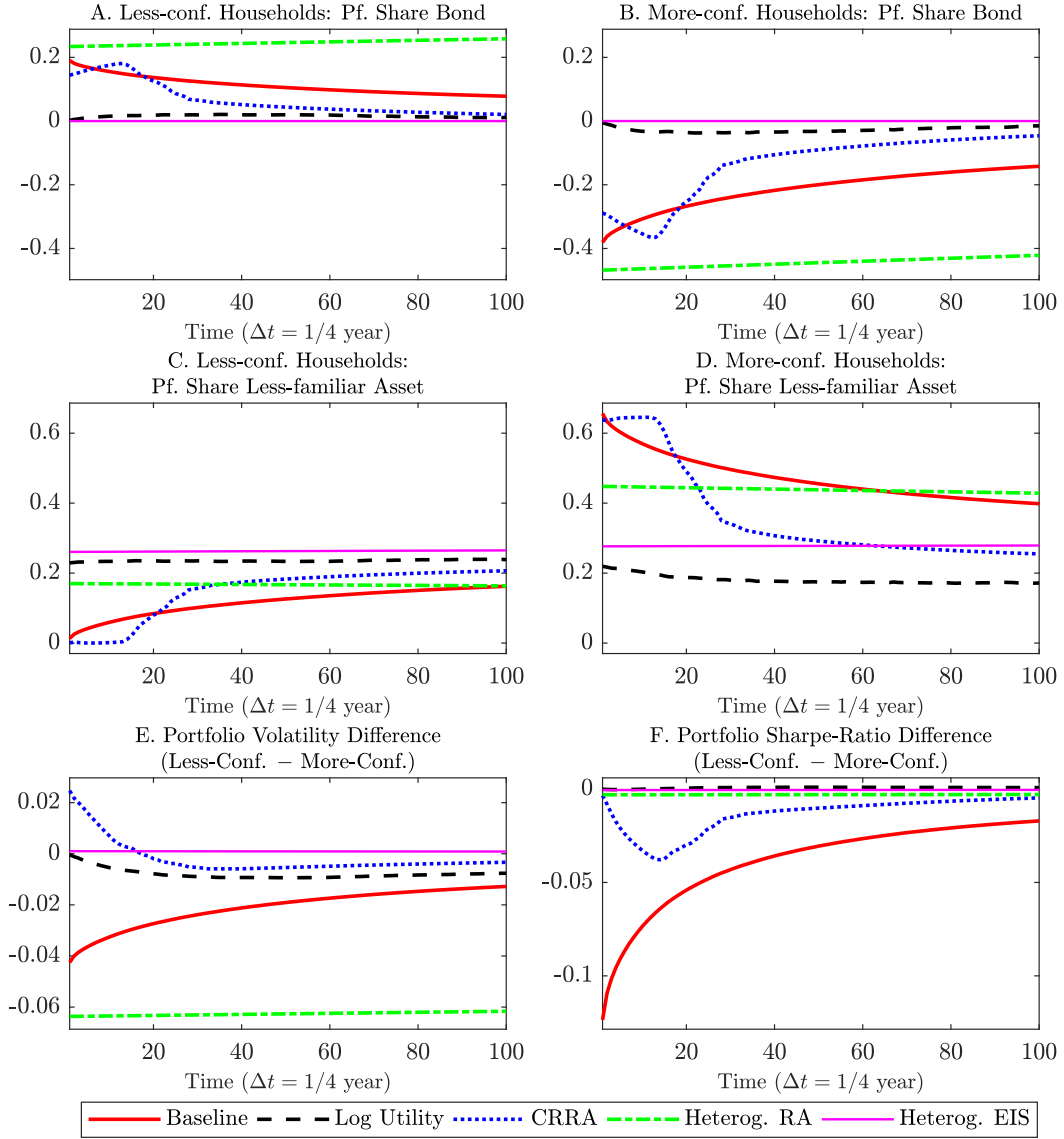 A. Less-conf. Households: Pf. Share Bond
0.2
0
-0.2
-0.4
20 40 60 80 100
Time (Δt = 1/4 year)
B. More-conf. Households: Pf. Share Bond
0.2
0
-0.2
-0.4
20 40 60 80 100
Time (Δt = 1/4 year)
C. Less-conf. Households:
Pf. Share Less-familiar Asset
0.6
0.4
0.2
0
20 40 60 80 100
Time (Δt = 1/4 year)
D. More-conf. Households:
Pf. Share Less-familiar Asset
0.6
0.4
0.2
0
20 40 60 80 100
Time (Δt = 1/4 year)
E. Portfolio Volatility Difference
(Less-Conf. − More-Conf.)
0.02
0
-0.02
-0.04
-0.06
20 40 60 80 100
Time (Δt = 1/4 year)
F. Portfolio Sharpe-Ratio Difference
(Less-Conf. − More-Conf.)
0
-0.05
-0.1
20 40 60 80 100
Time (Δt = 1/4 year)
Baseline Log Utility CRRA Heterog. RA Heterog. EIS